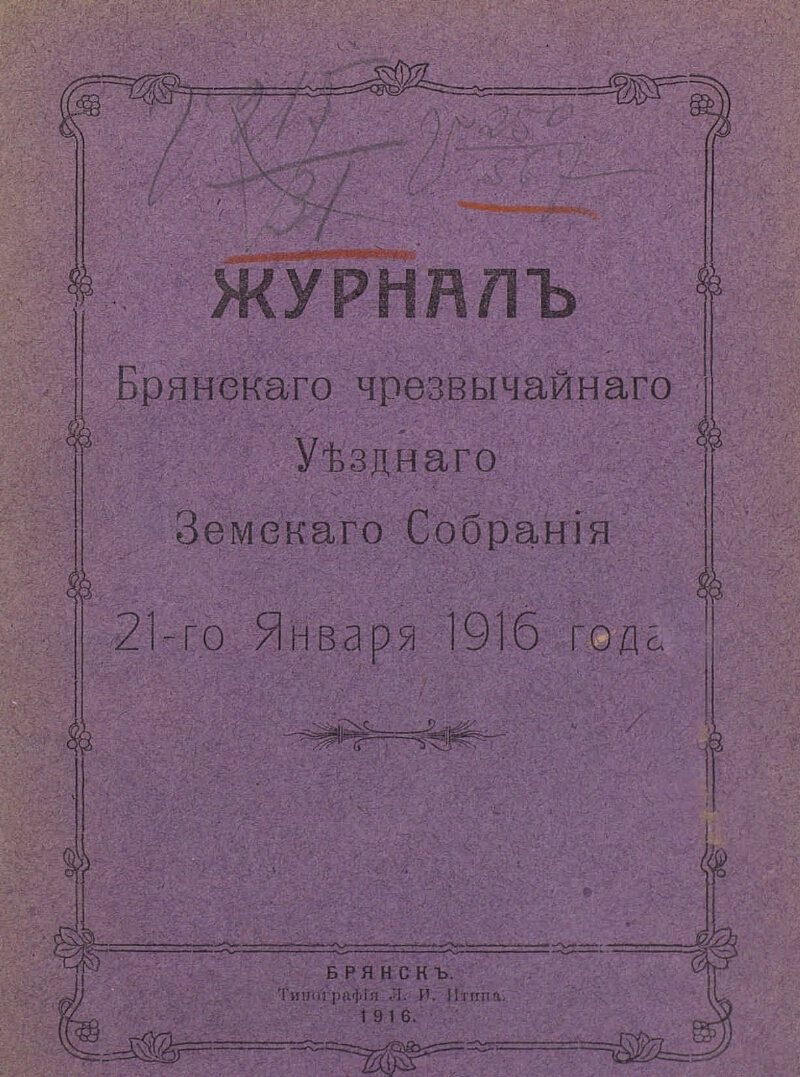 ЖУРНАЛЪ
Брянскаго чрезвычайнаго
Уѣзднаго
Земскаго Собранія
21-го Января 1916 года
БРЯНСКЪ.
Типографія Л. И. Итина.
1916.